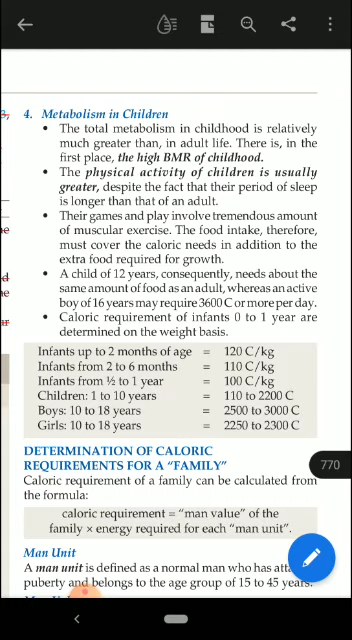 4. Metabolism in Children
• The total metabolism in childhood is relatively
much greater than, in adult life. There is, in the
first place, the high BMR of childhood.
• The physical activity of children is usually
greater, despite the fact that their period of sleep
is longer than that of an adult.
• Their games and play involve tremendous amount
of muscular exercise. The food intake, therefore,
must cover the caloric needs in addition to the
extra food required for growth.
• A child of 12 years, consequently, needs about the
same amount of food as an adult, whereas an active
boy of 16 years may require 3600 C or more per day.
• Caloric requirement of infants 0 to 1 year are
determined on the weight basis.
Infants up to 2 months of age = 120 C/kg
Infants from 2 to 6 months = 110 C/kg
Infants from ½ to 1 year = 100 C/kg
Children: 1 to 10 years = 110 to 2200 C
Boys: 10 to 18 years = 2500 to 3000 C
Girls: 10 to 18 years = 2250 to 2300 C
DETERMINATION OF CALORIC
REQUIREMENTS FOR A “FAMILY”
770
Caloric requirement of a family can be calculated from
the formula:
caloric requirement = “man value” of the
family × energy required for each “man unit”.
Man Unit
A man unit is defined as a normal man who has
puberty and belongs to the age group of 15 to 45 years.